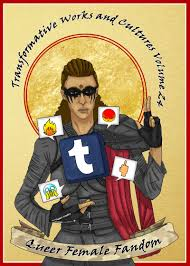 Transformative Works and Cultures Volume 24
t
Queer Female Fandom